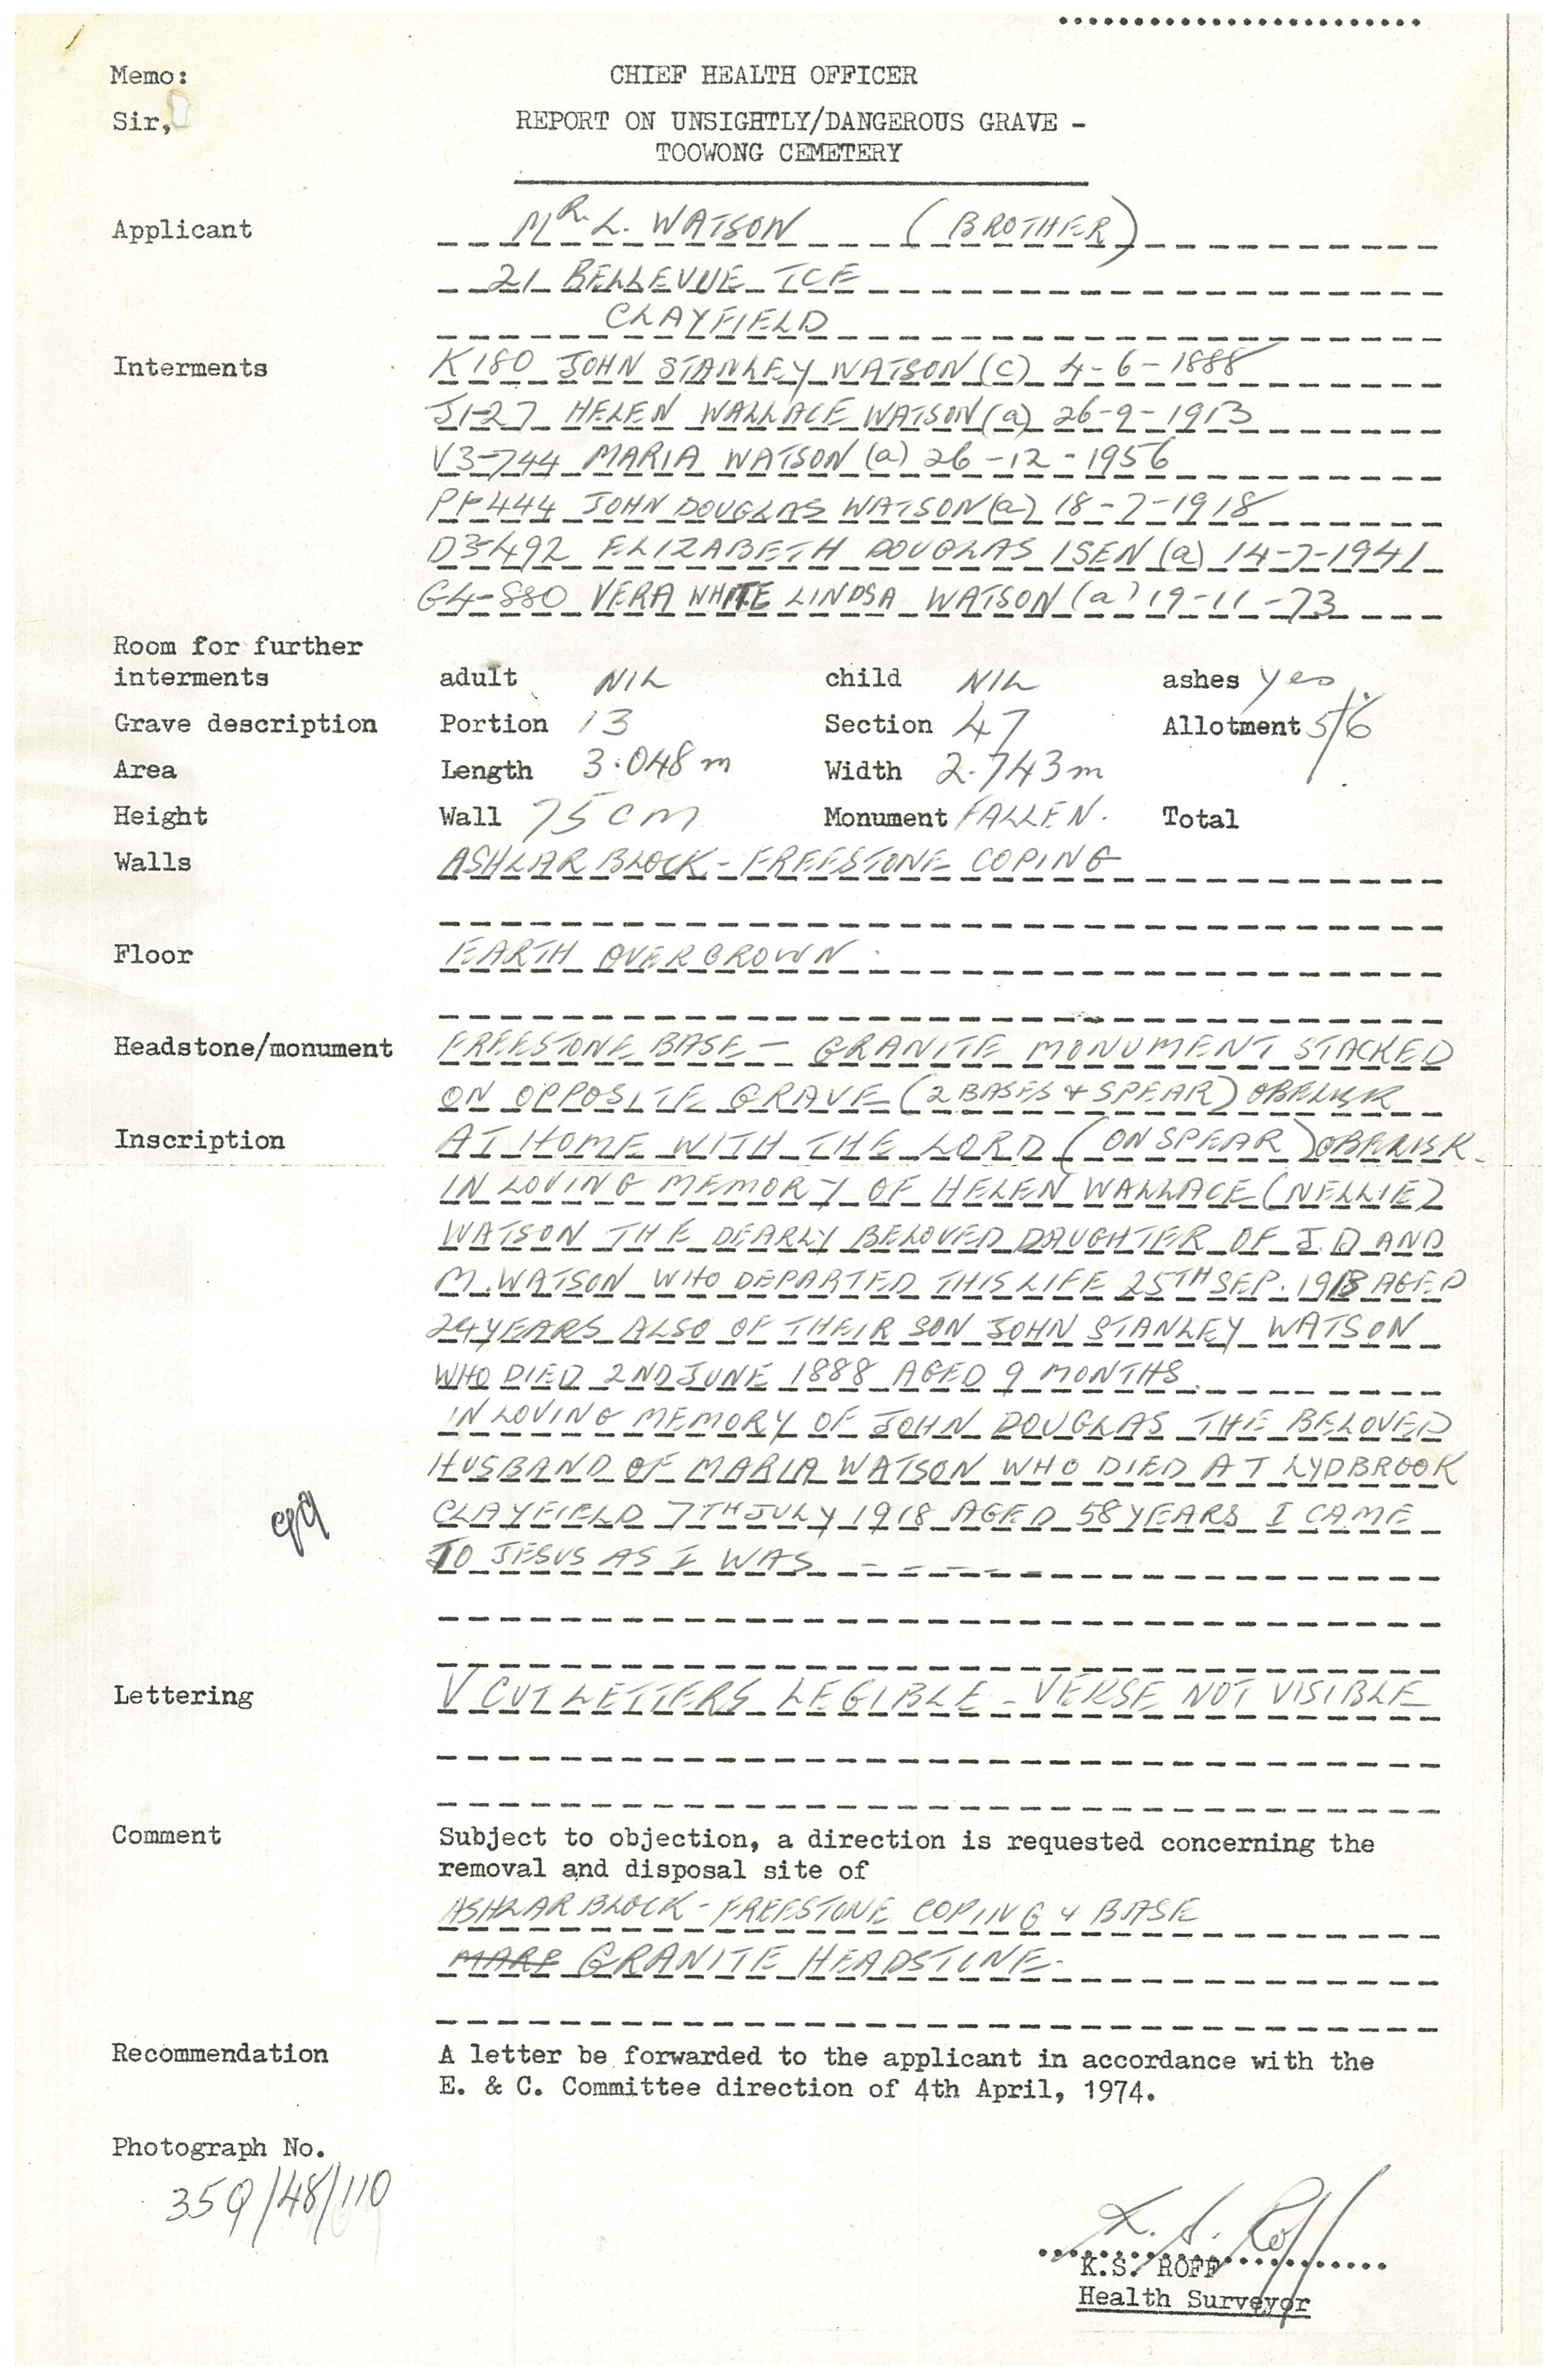 Memo:
CHIEF HEALTH OFFICER
Sir,
REPORT ON UNSIGHTLY/DANGEROUS GRAVE -
TOOWONG CEMETERY
Applicant MR. L. WATSON (BROTHER)
21 BELLEVUE TCE
CLAYFIELD
Interments K180 JOHN STANLEY WATSON (C) 4-6-1888
J1-27 HELEN WALLACE WATSON (a) 26-9-1913
V3-744 MARIA WATSON (a) 26-12-1956
444 JOHN DOUGLAS WATSON (a) 18-7-1918
D3-492 ELIZABETH DOUGLAS ISEN (a) 14-7-1941
G4-880 VERA WHITE LINDSA WATSON (a) 19-11-73
Room for further
interments adult NIL child NIL ashes yes.
Grave description Portion 13 Section 47 Allotment 5/6
Area Length 3.048 m Width 2.743m
Height Wall 75 cm Monument FALLEN. Total
Walls ASHLAR BLOCK - FREESTONE COPING
Floor EARTH OVERGROWN.
Headstone/monument FREESTONE BASE - GRANITE MONUMENT STACKED
ON OPPOSITE GRAVE (2 BASES & SPEAR) OBELISK
Inscription AT HOME WITH THE LORD (ON SPEAR) OBELISK.
IN LOVING MEMORY OF HELEN WALLACE (NELLIE)
WATSON THE DEARLY BELOVED DAUGHTER OF J.D AND
M. WATSON WHO DEPARTED THIS LIFE 25TH SEP. 1913 AGED
24 YEARS ALSO OF THEIR SON JOHN STANLEY WATSON
WHO DIED 2ND JUNE 1888 AGED 9 MONTHS.
IN LOVING MEMORY OF JOHN DOUGLAS THE BELOVED
HUSBAND OF MARIA WATSON WHO DIED AT LYDBROOK
CLAYFIELD 7TH JULY 1918 AGED 58 YEARS I CAME
TO JESUS AS I WAS - - - - - -
Lettering V CUT LETTERS LEGIBLE - VERSE NOT VISIBLE
Comment Subject to objection, a direction is requested concerning the
removal and disposal site of
ASHLAR BLOCK - FREESTONE COPING & BASE
MARB GRANITE HEADSTONE.
Recommendation A letter be forwarded to the applicant in accordance with the
E. & C. Committee direction of 4th April, 1974.
Photograph No.
359/48/110
K. S. Roff
K.S. ROFF
Health Surveyor